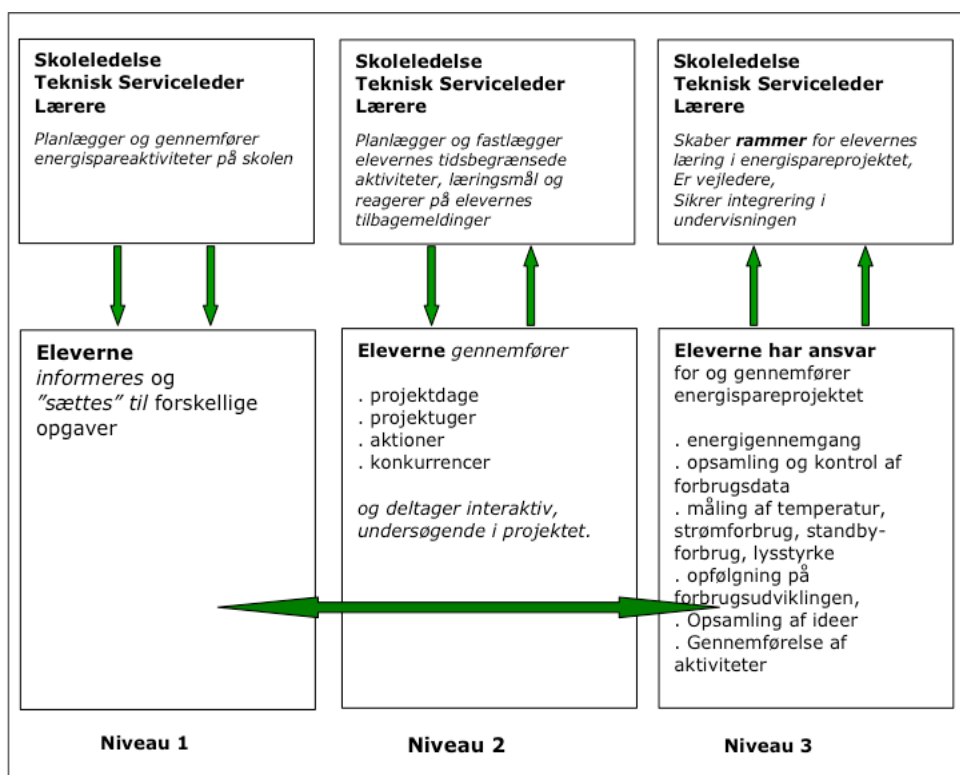 Skoleledelse
Teknisk Serviceleder
Lærere
Planlægger og gennemfører
energispareaktiviteter på skolen
Skoleledelse
Teknisk Serviceleder
Lærere
Planlægger og fastlægger
elevernes tidsbegrænsede
aktiviteter, læringsmål og
reagerer på elevernes
tilbagemeldinger
Skoleledelse
Teknisk Serviceleder
Lærere
Skaber rammer for elevernes
læring i energispareprojektet,
Er vejledere,
Sikrer integrering i
undervisningen
Eleverne
informeres og
”sættes” til forskellige
opgaver
Eleverne gennemfører
. projektdage
. projektuger
. aktioner
. konkurrencer
og deltager interaktiv,
undersøgende i projektet.
Eleverne har ansvar
for og gennemfører
energispareprojektet
. energigennemgang
. opsamling og kontrol af
forbrugsdata
. måling af temperatur,
strømforbrug, standby-
forbrug, lysstyrke
. opfølgning på
forbrugsudviklingen,
. Opsamling af ideer
. Gennemførelse af
aktiviteter
Niveau 1
Niveau 2
Niveau 3